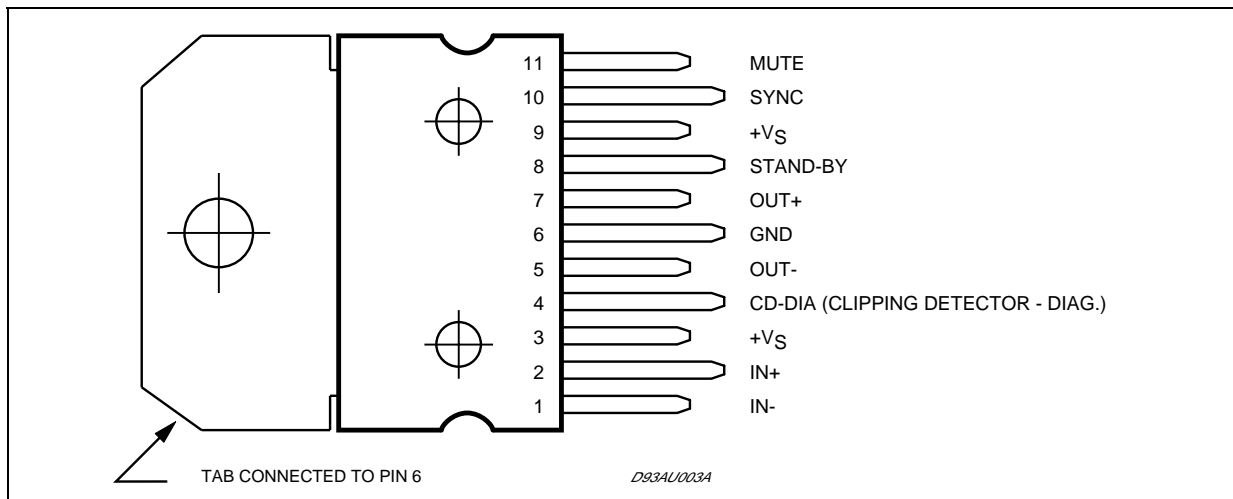 11 MUTE
10 SYNC
9 +VS
8 STAND-BY
7 OUT+
6 GND
5 OUT-
4 CD-DIA (CLIPPING DETECTOR - DIAG.)
3 +VS
2 IN+
1 IN-
TAB CONNECTED TO PIN 6
D93AU003A